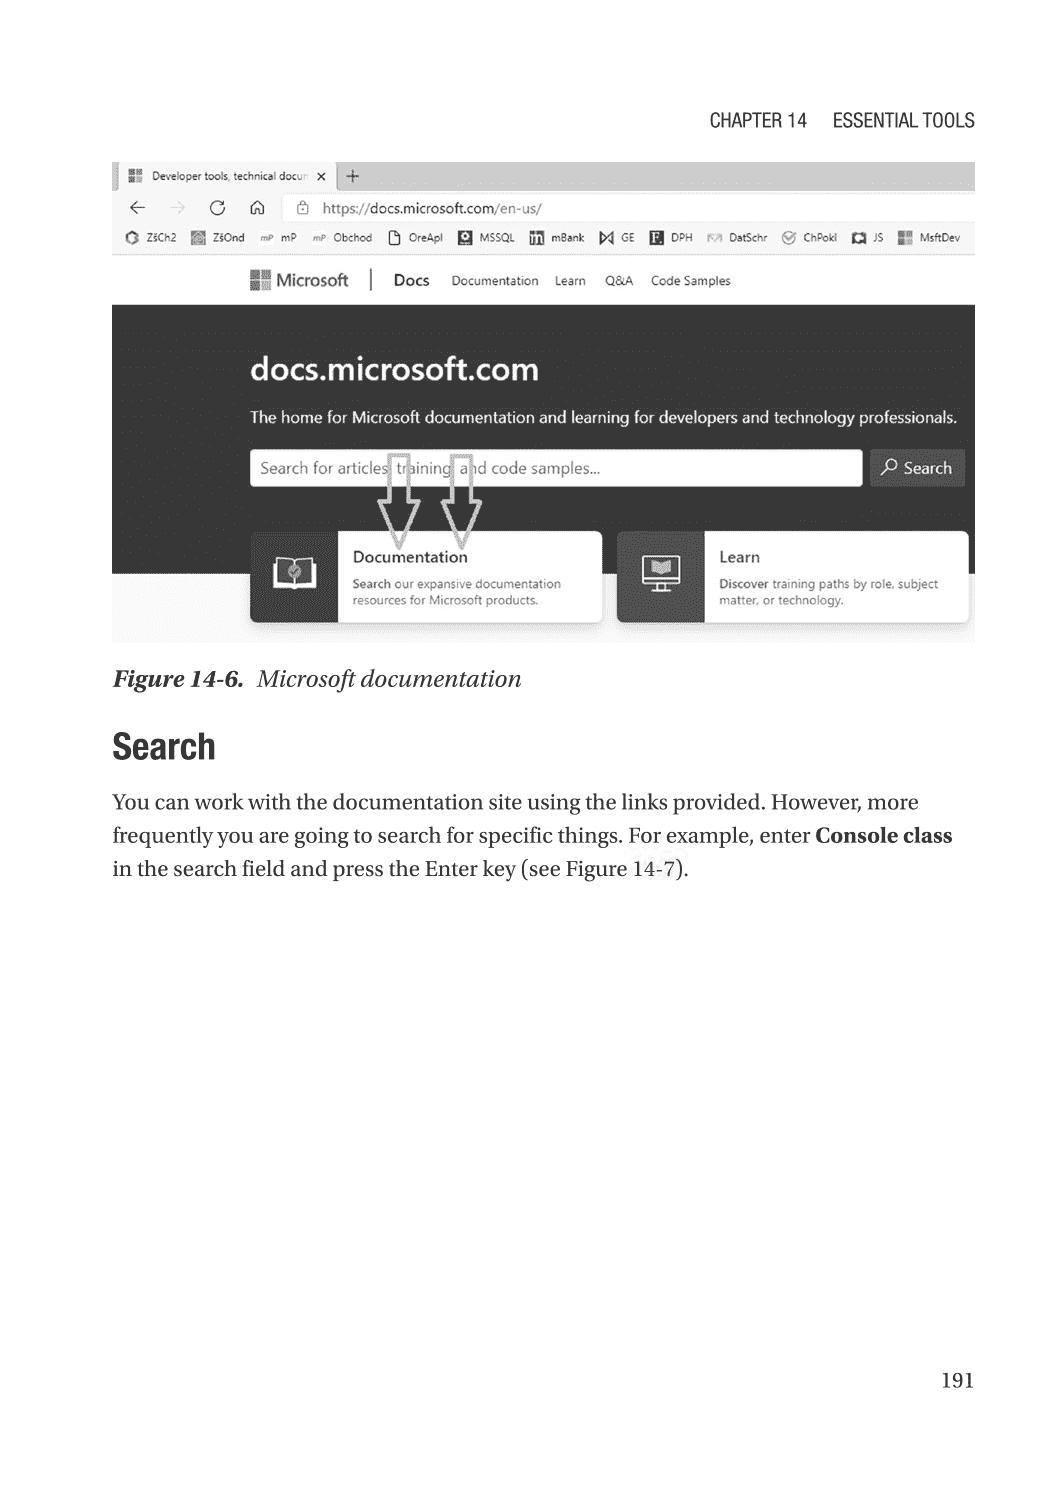 CHAPTER 14 ESSENTIAL TOOLS
Developer tools, technical docu
https://docs.microsoft.com/en-us/
ZšCh2 ZšOnd mP mP mP Obchod OreApl MSSQL mBank GE DPH DatSchr ChPokl JS MsftDev
Microsoft | Docs Documentation Learn Q&A Code Samples
docs.microsoft.com
The home for Microsoft documentation and learning for developers and technology professionals.
Search for articles, training, and code samples... Search
Documentation
Search our expansive documentation
resources for Microsoft products.
Learn
Discover training paths by role, subject
matter, or technology.
Figure 14-6. Microsoft documentation
Search
You can work with the documentation site using the links provided. However, more
frequently you are going to search for specific things. For example, enter Console class
in the search field and press the Enter key (see Figure 14-7).
191